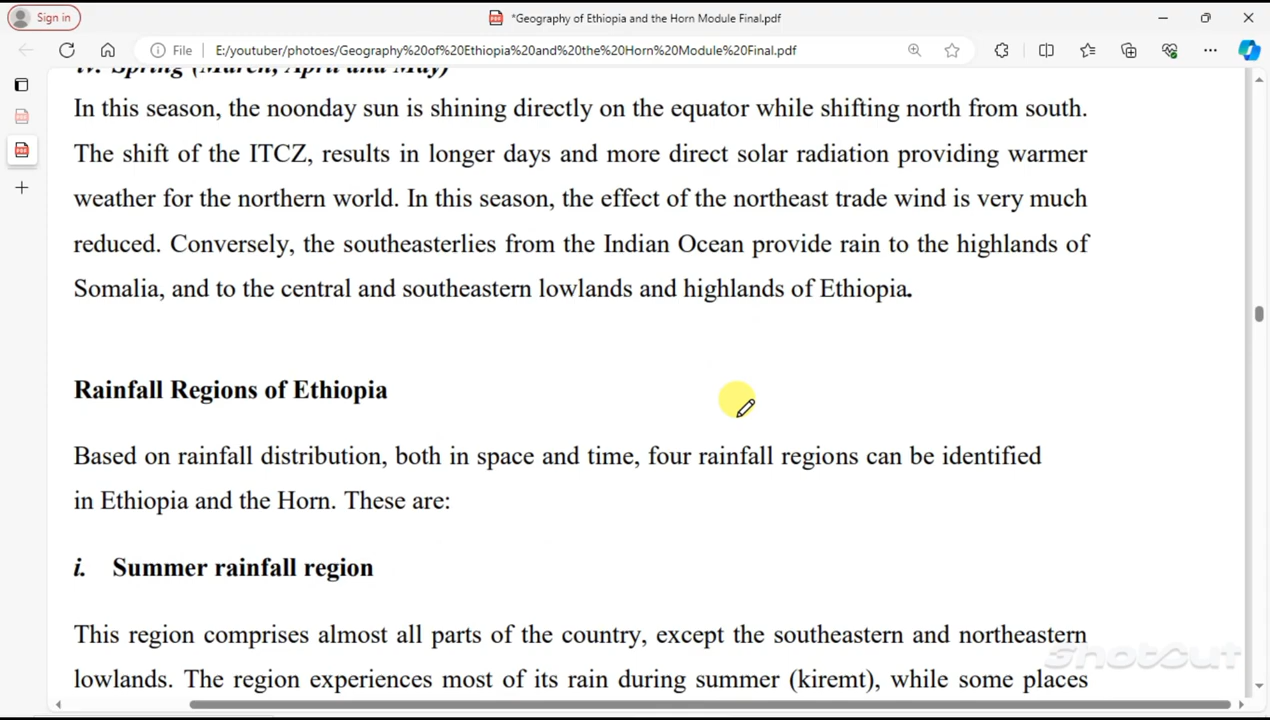 Sign in
*Geography of Ethiopia and the Horn Module Final.pdf
File
E:/youtuber/photoes/Geography%20of%20Ethiopia%20and%20the%20Horn%20Module%20Final.pdf
iv. Spring (March, April and May)
In this season, the noonday sun is shining directly on the equator while shifting north from south.
The shift of the ITCZ, results in longer days and more direct solar radiation providing warmer
weather for the northern world. In this season, the effect of the northeast trade wind is very much
reduced. Conversely, the southeasterlies from the Indian Ocean provide rain to the highlands of
Somalia, and to the central and southeastern lowlands and highlands of Ethiopia.
Rainfall Regions of Ethiopia
Based on rainfall distribution, both in space and time, four rainfall regions can be identified
in Ethiopia and the Horn. These are:
i. Summer rainfall region
This region comprises almost all parts of the country, except the southeastern and northeastern
lowlands. The region experiences most of its rain during summer (kiremt), while some places
shotcut